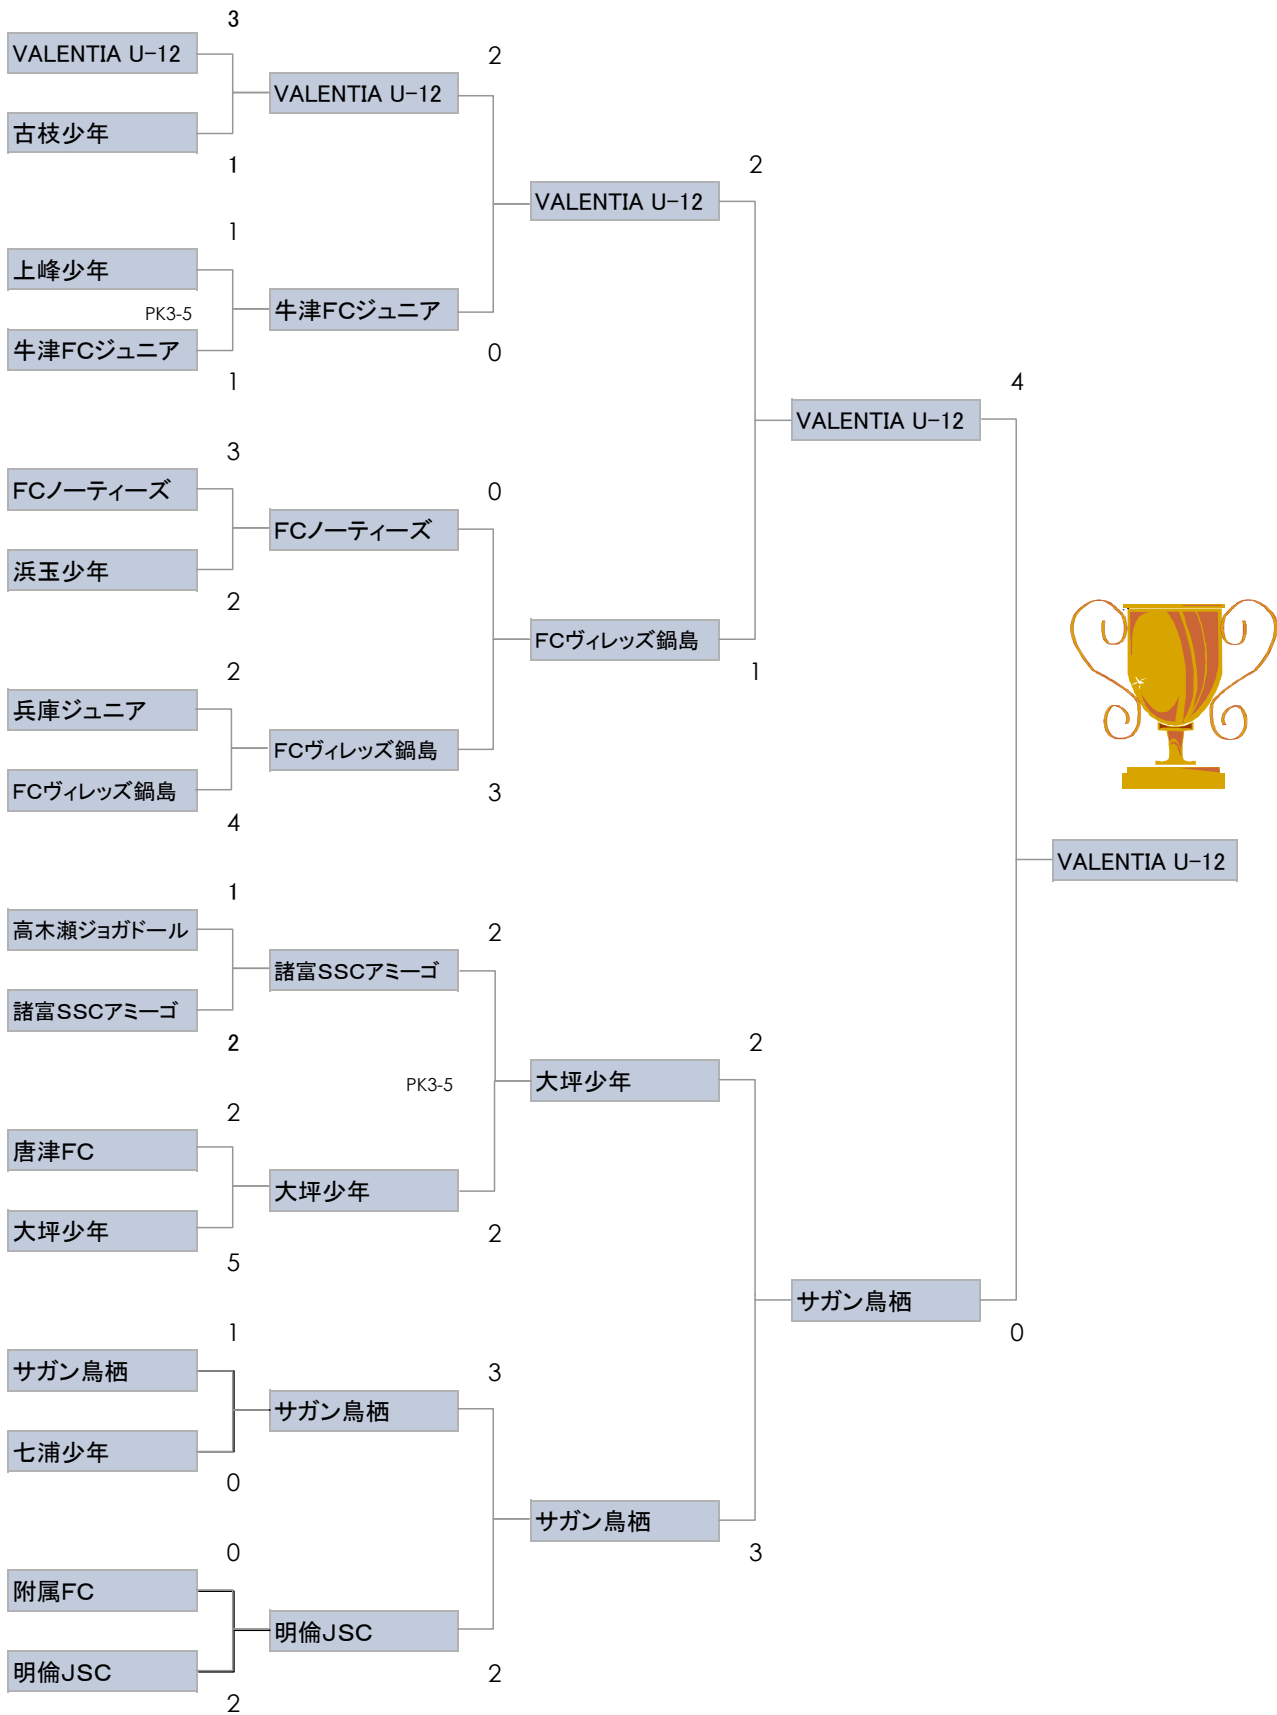 3
VALENTIA U-12
2
VALENTIA U-12
古枝少年
1
2
VALENTIA U-12
1
上峰少年
PK3-5
牛津FCジュニア
牛津FCジュニア
0
1
4
VALENTIA U-12
3
FCノーティーズ
0
FCノーティーズ
浜玉少年
2
FCヴィレッズ鍋島
2
1
兵庫ジュニア
FCヴィレッズ鍋島
FCヴィレッズ鍋島
3
4
VALENTIA U-12
1
高木瀬ジョガドール
2
諸富SSCアミーゴ
諸富SSCアミーゴ
2
2
PK3-5
大坪少年
2
唐津FC
大坪少年
大坪少年
2
5
サガン鳥栖
1
0
サガン鳥栖
3
サガン鳥栖
七浦少年
0
サガン鳥栖
0
3
附属FC
明倫JSC
明倫JSC
2
2